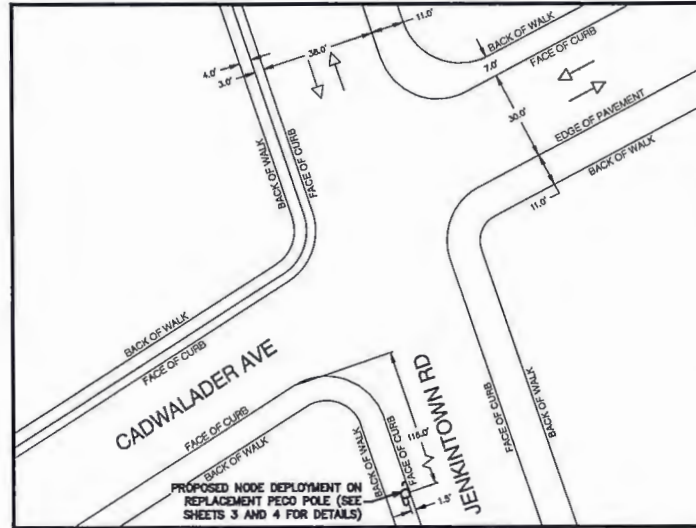 11.0'
38.0'
4.0'
3.0'
BACK OF WALK
FACE OF CURB
7.0'
30.0'
EDGE OF PAVEMENT
BACK OF WALK
11.0'
BACK OF WALK
FACE OF CURB
BACK OF WALK
FACE OF CURB
CADWALADER AVE
FACE OF CURB
BACK OF WALK
BACK OF WALK
FACE OF CURB
115.0'
JENKINTOWN RD
FACE OF CURB
BACK OF WALK
1.5'
PROPOSED NODE DEPLOYMENT ON
REPLACEMENT PECO POLE (SEE
SHEETS 3 AND 4 FOR DETAILS)